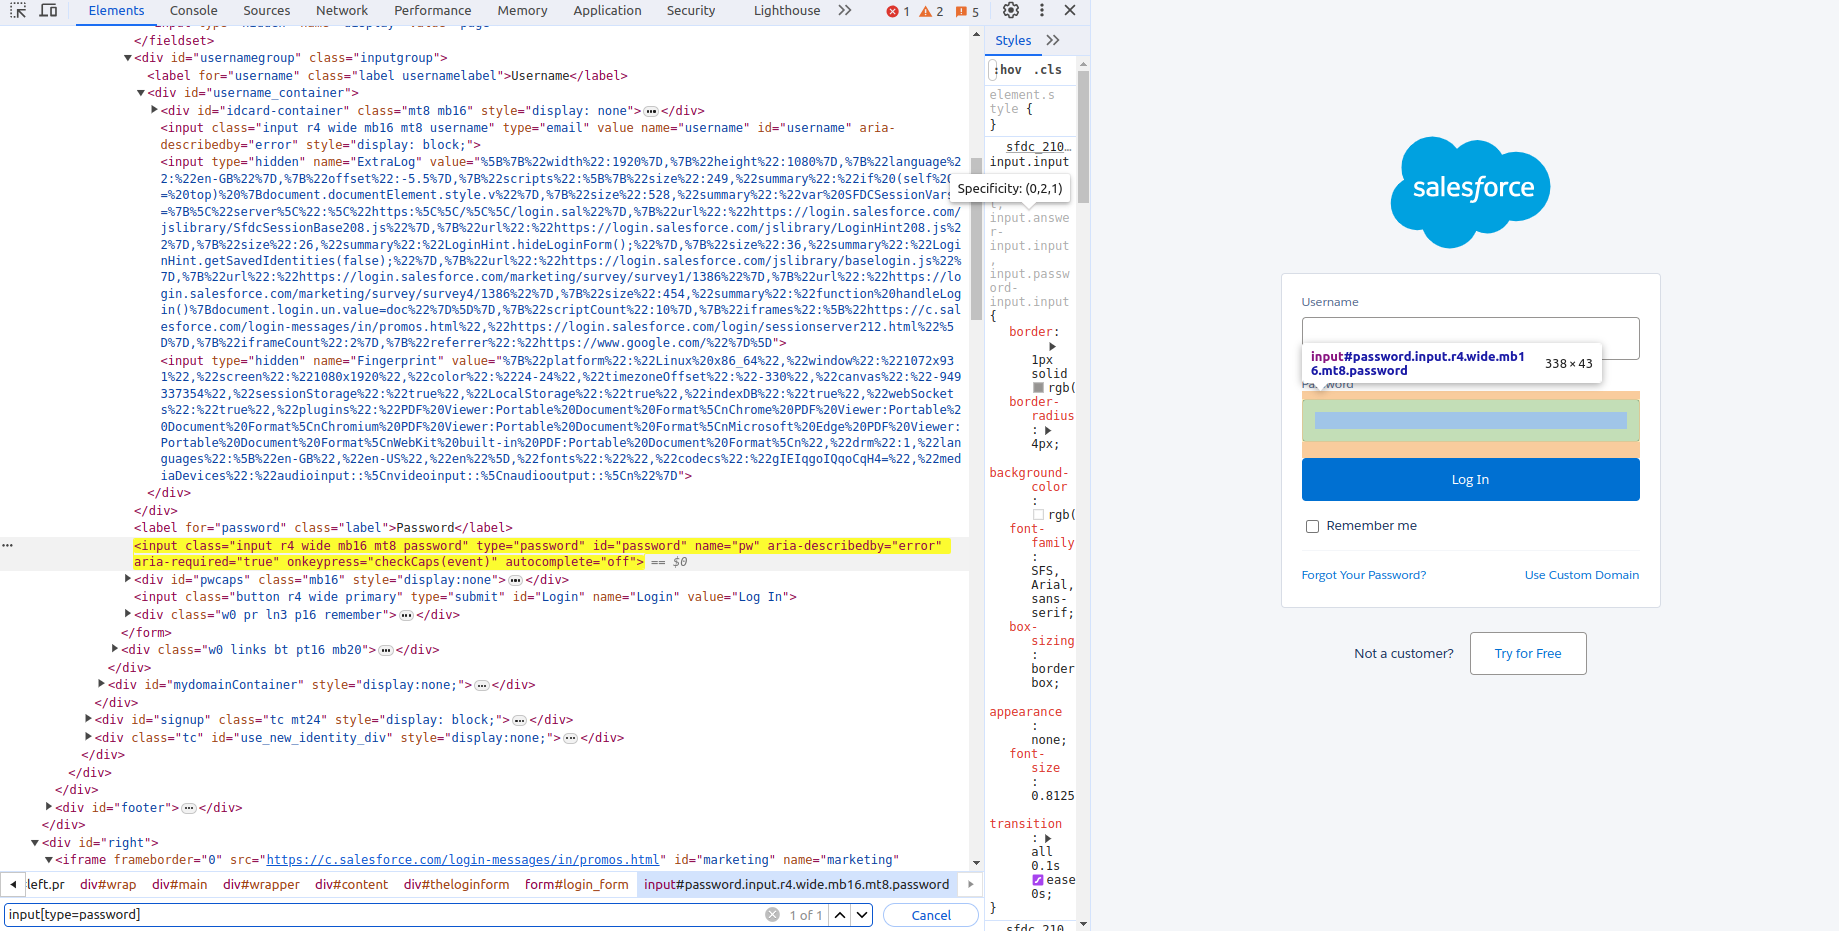 Elements Console Sources Network Performance Memory Application Security Lighthouse 1 2 5
</fieldset>
<div id="usernamegroup" class="inputgroup">
<label for="username" class="label usernamelabel">Username</label>
<div id="username_container">
<div id="idcard-container" class="mt8 mb16" style="display: none"> </div>
<input class="input r4 wide mb16 mt8 username" type="email" value name="username" id="username" aria-
describedby="error" style="display: block;">
<input type="hidden" name="ExtraLog" value="%5B%7B%22width%22:1920%7D,%7B%22height%22:1080%7D,%7B%22language%2
2:%22en-GB%22%7D,%7B%22offset%22:-5.5%7D,%7B%22scripts%22:%5B%7B%22size%22:249,%22summary%22:%22if%20(self%20
=%20top)%20%7Bdocument.documentElement.style.v%22%7D,%7B%22size%22:528,%22summary%22:%22var%20SFDCSessionVars
=%7B%5C%22server%5C%22:%5C%22https:%5C%5C/%5C%5C/login.sal%22%7D,%7B%22url%22:%22https://login.salesforce.com/
jslibrary/SfdcSessionBase208.js%22%7D,%7B%22url%22:%22https://login.salesforce.com/jslibrary/LoginHint208.js%2
2%7D,%7B%22size%22:26,%22summary%22:%22LoginHint.hideLoginForm();%22%7D,%7B%22size%22:36,%22summary%22:%22Logi
nHint.getSavedIdentities(false);%22%7D,%7B%22url%22:%22https://login.salesforce.com/jslibrary/baselogin.js%22%
7D,%7B%22url%22:%22https://login.salesforce.com/marketing/survey/survey1/1386%22%7D,%7B%22url%22:%22https://lo
gin.salesforce.com/marketing/survey/survey4/1386%22%7D,%7B%22size%22:454,%22summary%22:%22function%20handleLog
in()%7Bdocument.login.un.value=doc%22%7D%5D%7D,%7B%22scriptCount%22:10%7D,%7B%22iframes%22:%5B%22https://c.sal
esforce.com/login-messages/in/promos.html%22,%22https://login.salesforce.com/login/sessionserver212.html%22%5
D%7D,%7B%22iframeCount%22:2%7D,%7B%22referrer%22:%22https://www.google.com/%22%7D%5D">
<input type="hidden" name="Fingerprint" value="%7B%22platform%22:%22Linux%20x86_64%22,%22window%22:%221072x93
1%22,%22screen%22:%221080x1920%22,%22color%22:%2224-24%22,%22timezoneOffset%22:%22-330%22,%22canvas%22:%22-949
337354%22,%22sessionStorage%22:%22true%22,%22LocalStorage%22:%22true%22,%22indexDB%22:%22true%22,%22webSocket
s%22:%22true%22,%22plugins%22:%22PDF%20Viewer:Portable%20Document%20Format%5CnChrome%20PDF%20Viewer:Portable%2
0Document%20Format%5CnChromium%20PDF%20Viewer:Portable%20Document%20Format%5CnMicrosoft%20Edge%20PDF%20Viewer:
Portable%20Document%20Format%5CnWebKit%20built-in%20PDF:Portable%20Document%20Format%5Cn%22,%22drm%22:1,%22lan
guages%22:%5B%22en-GB%22,%22en-US%22,%22en%22%5D,%22fonts%22:%22%22,%22codecs%22:%22gIEIqgoIQqoCqH4=%22,%22med
iaDevices%22:%22audioinput::%5Cnvideoinput::%5Cnaudiooutput::%5Cn%22%7D">
</div>
</div>
<label for="password" class="label">Password</label>
<input class="input r4 wide mb16 mt8 password" type="password" id="password" name="pw" aria-describedby="error"
aria-required="true" onkeypress="checkCaps(event)" autocomplete="off"> == $0
<div id="pwcaps" class="mb16" style="display:none"> </div>
<input class="button r4 wide primary" type="submit" id="Login" name="Login" value="Log In">
<div class="w0 pr ln3 p16 remember"> </div>
</form>
<div class="w0 links bt pt16 mb20"> </div>
</div>
<div id="mydomainContainer" style="display:none;"> </div>
</div>
<div id="signup" class="tc mt24" style="display: block;"> </div>
<div class="tc" id="use_new_identity_div" style="display:none;"> </div>
</div>
</div>
</div>
<div id="footer"> </div>
</div>
<div id="right">
<iframe frameborder="0" src="https://c.salesforce.com/login-messages/in/promos.html" id="marketing" name="marketing"
left.pr div#wrap div#main div#wrapper div#content div#theloginform form#login_form input#password.input.r4.wide.mb16.mt8.password
input[type=password] 1 of 1 Cancel
Styles
:hov .cls
element.s
tyle {
}
sfdc_210…
input.input
Specificity: (0,2,1)
input.answe
r-
input.input
,
input.passw
ord-
input.input
{
border:
1px
solid
rgb(
border-
radius
:
4px;
background-
color
:
rgb(
font-
family
:
SFS,
Arial,
sans-
serif;
box-
sizing
:
border
box;
appearance
:
none;
font-
size
:
0.8125
transition
:
all
0.1s
ease
0s;
}
sfdc_210
salesforce
Username
input#password.input.r4.wide.mb1
6.mt8.password 338 × 43
Password
Log In
Remember me
Forgot Your Password? Use Custom Domain
Not a customer? Try for Free